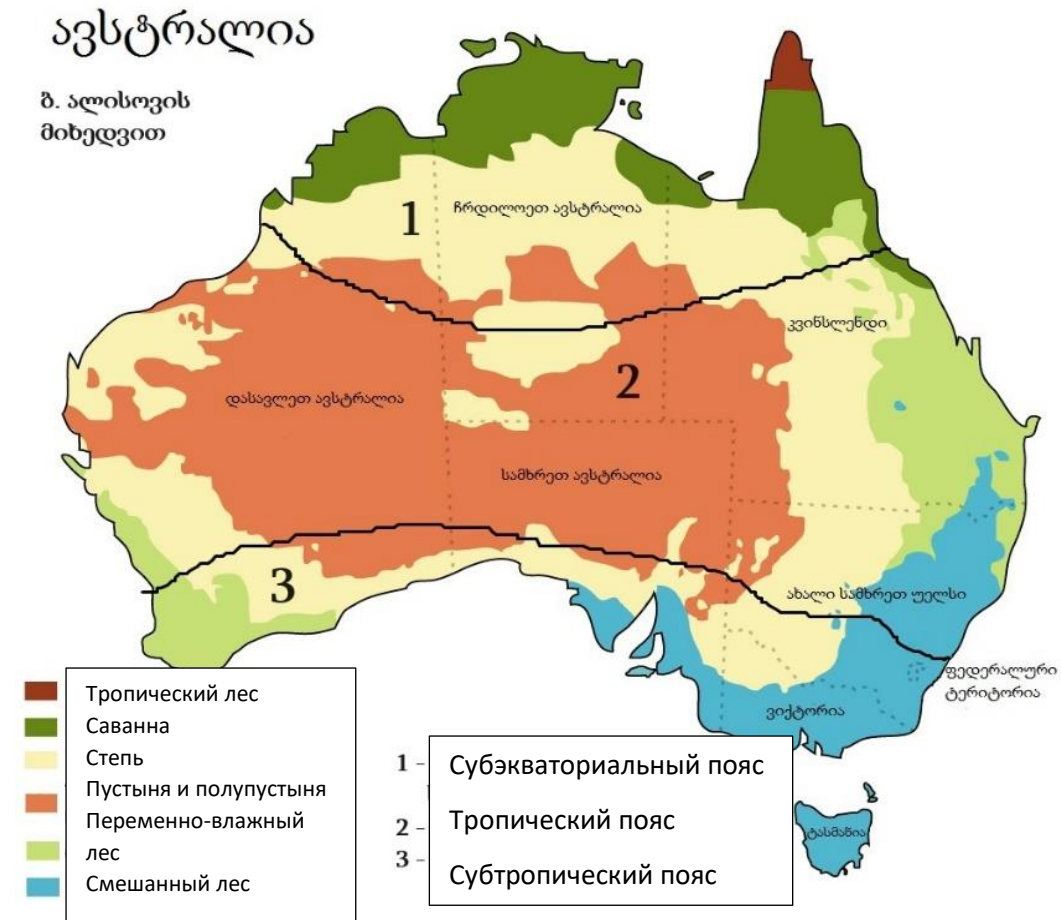 ავსტრალია
ბ. ალისოვის
მიხედვით
1
ჩრდილოეთ ავსტრალია
კვინსლენდი
2
დასავლეთ ავსტრალია
სამხრეთ ავსტრალია
3
ახალი სამხრეთ უელსი
ფედერალური
ტერიტორია
ვიქტორია
ტასმანია
Тропический лес
Саванна
Степь
Пустыня и полупустыня
Переменно-влажный
лес
Смешанный лес
1 – Субэкваториальный пояс
2 – Тропический пояс
3 – Субтропический пояс